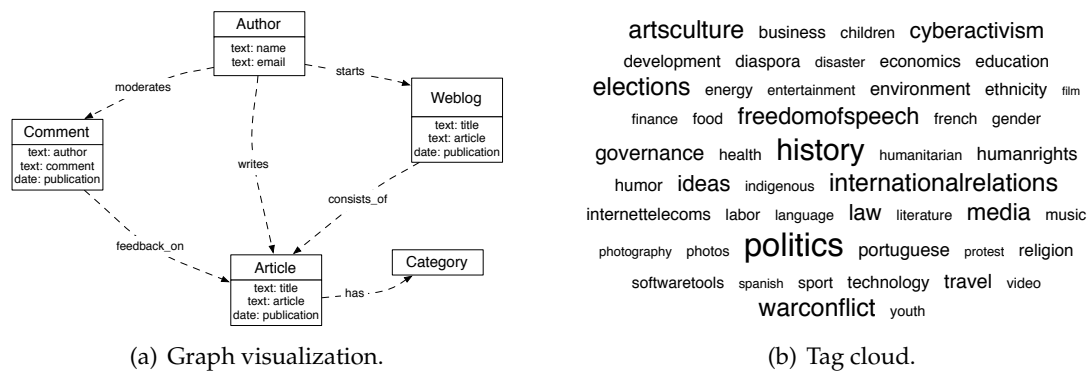 Author
text: name
text: email
moderates
starts
Comment
text: author
text: comment
date: publication
Weblog
text: title
text: article
date: publication
writes
consists_of
feedback_on
Article
text: title
text: article
date: publication
has
Category
(a) Graph visualization.
artsculture business children cyberactivism
development diaspora disaster economics education
elections energy entertainment environment ethnicity film
finance food freedomofspeech french gender
governance health history humanitarian humanrights
humor ideas indigenous internationalrelations
internettelecoms labor language law literature media music
photography photos politics portuguese protest religion
softwaretools spanish sport technology travel video
warconflict youth
(b) Tag cloud.